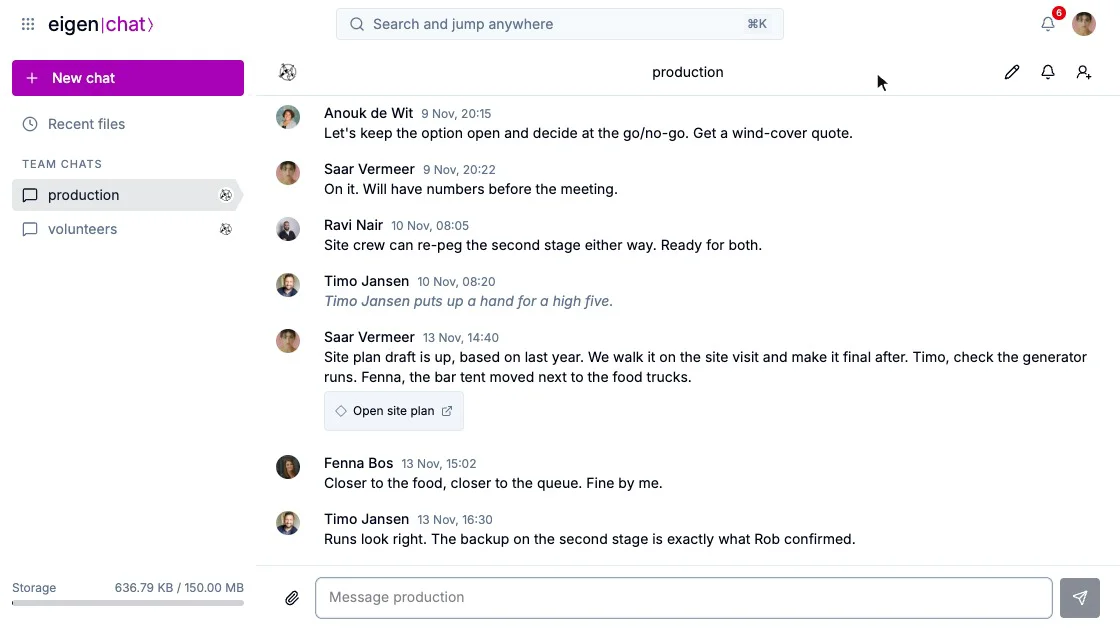 eigen|chat⟩
Search and jump anywhere
⌘K
6
New chat
Recent files
TEAM CHATS
production
volunteers
Storage
636.79 KB / 150.00 MB
production
Anouk de Wit 9 Nov, 20:15
Let's keep the option open and decide at the go/no-go. Get a wind-cover quote.
Saar Vermeer 9 Nov, 20:22
On it. Will have numbers before the meeting.
Ravi Nair 10 Nov, 08:05
Site crew can re-peg the second stage either way. Ready for both.
Timo Jansen 10 Nov, 08:20
Timo Jansen puts up a hand for a high five.
Saar Vermeer 13 Nov, 14:40
Site plan draft is up, based on last year. We walk it on the site visit and make it final after. Timo, check the generator
runs. Fenna, the bar tent moved next to the food trucks.
Open site plan
Fenna Bos 13 Nov, 15:02
Closer to the food, closer to the queue. Fine by me.
Timo Jansen 13 Nov, 16:30
Runs look right. The backup on the second stage is exactly what Rob confirmed.
Message production